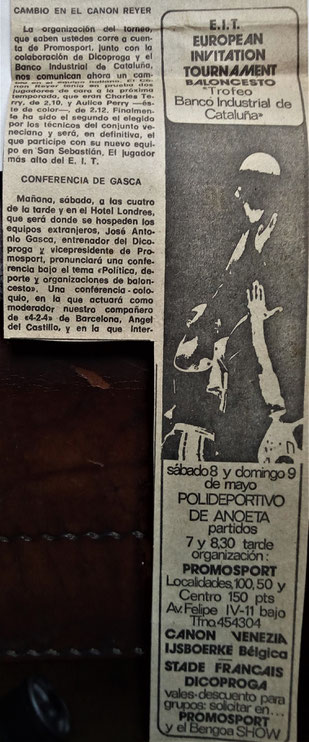 CAMBIO EN EL CANON REYER
La organización del torneo,
que saben ustedes corre a cuen-
ta de Promosport, junto con la
colaboración de Dicoproga y el
Banco Industrial de Cataluña,
nos comunican ahora un cam-
non Reyer tenía en prueba dos
jugadores de cara a la próxima
temporada, que eran Charles Te-
rry, de 2,10, y Aulice Perry —és-
te de color—, de 2,12. Finalmen-
te ha sido el segundo el elegido
por los técnicos del conjunto ve-
neciano y será, en definitiva, el
que participe con su nuevo equi-
po en San Sebastián. El jugador
más alto del E. I. T.
CONFERENCIA DE GASCA
Mañana, sábado, a las cuatro
de la tarde y en el Hotel Londres,
que será donde se hospeden los
equipos extranjeros, José Anto-
nio Gasca, entrenador del Dico-
proga y vicepresidente de Pro-
mosport, pronunciará una confe-
rencia bajo el tema «Política, de-
porte y organizaciones de balon-
cesto». Una conferencia-colo-
quio, en la que actuará como
moderador nuestro compañero
de «4-2-4» de Barcelona, Angel
del Castillo, y en la que inter-
E.I.T.
EUROPEAN
INVITATION
TOURNAMENT
BALONCESTO
"Trofeo
Banco Industrial de
Cataluña"
sábado 8 y domingo 9
de mayo
POLIDEPORTIVO
DE ANOETA
partidos
7 y 8,30 tarde
organización:
PROMOSPORT
Localidades, 100, 50 y
Centro 150 pts
Av. Felipe IV-11 bajo
Tfno. 454304
CANON VENEZIA
IJSBOERKE Bélgica
STADE FRANCAIS
DICOPROGA
vales-descuento para
grupos: solicitar en...
PROMOSPORT
y el Bengoa SHOW